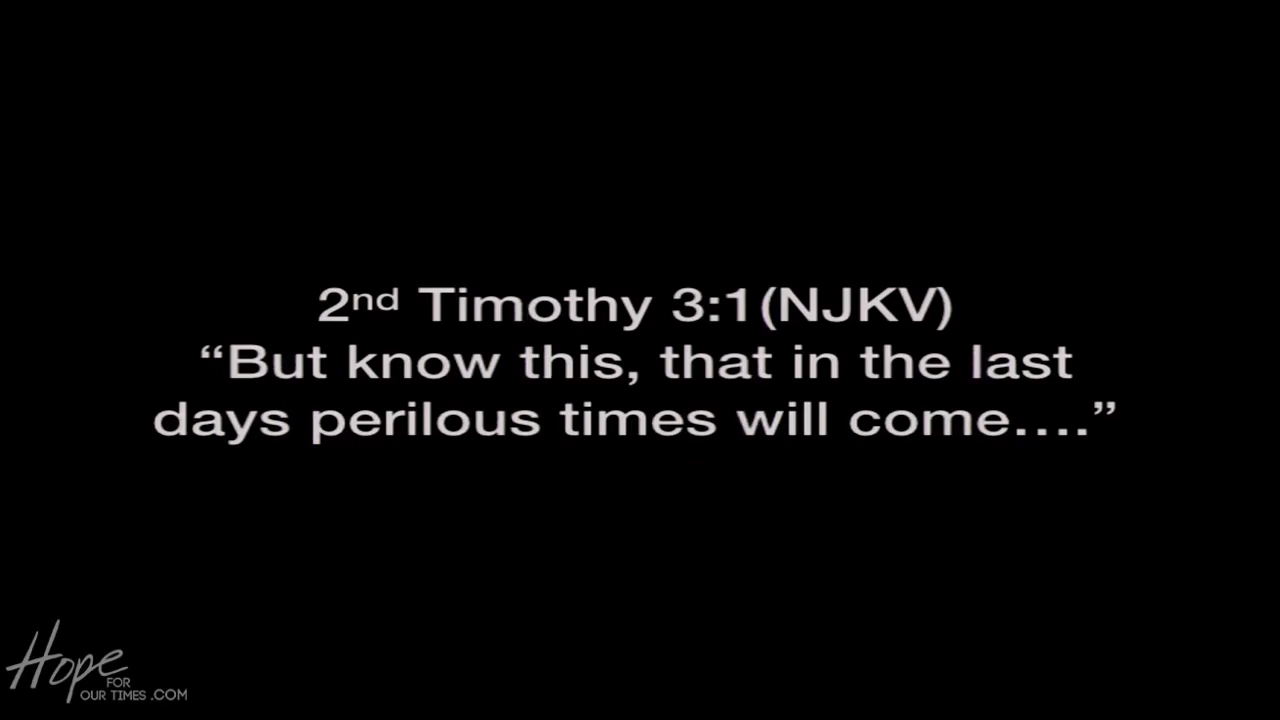 2nd Timothy 3:1(NJKV)
“But know this, that in the last
days perilous times will come….”
Hope
FOR
OUR TIMES .COM